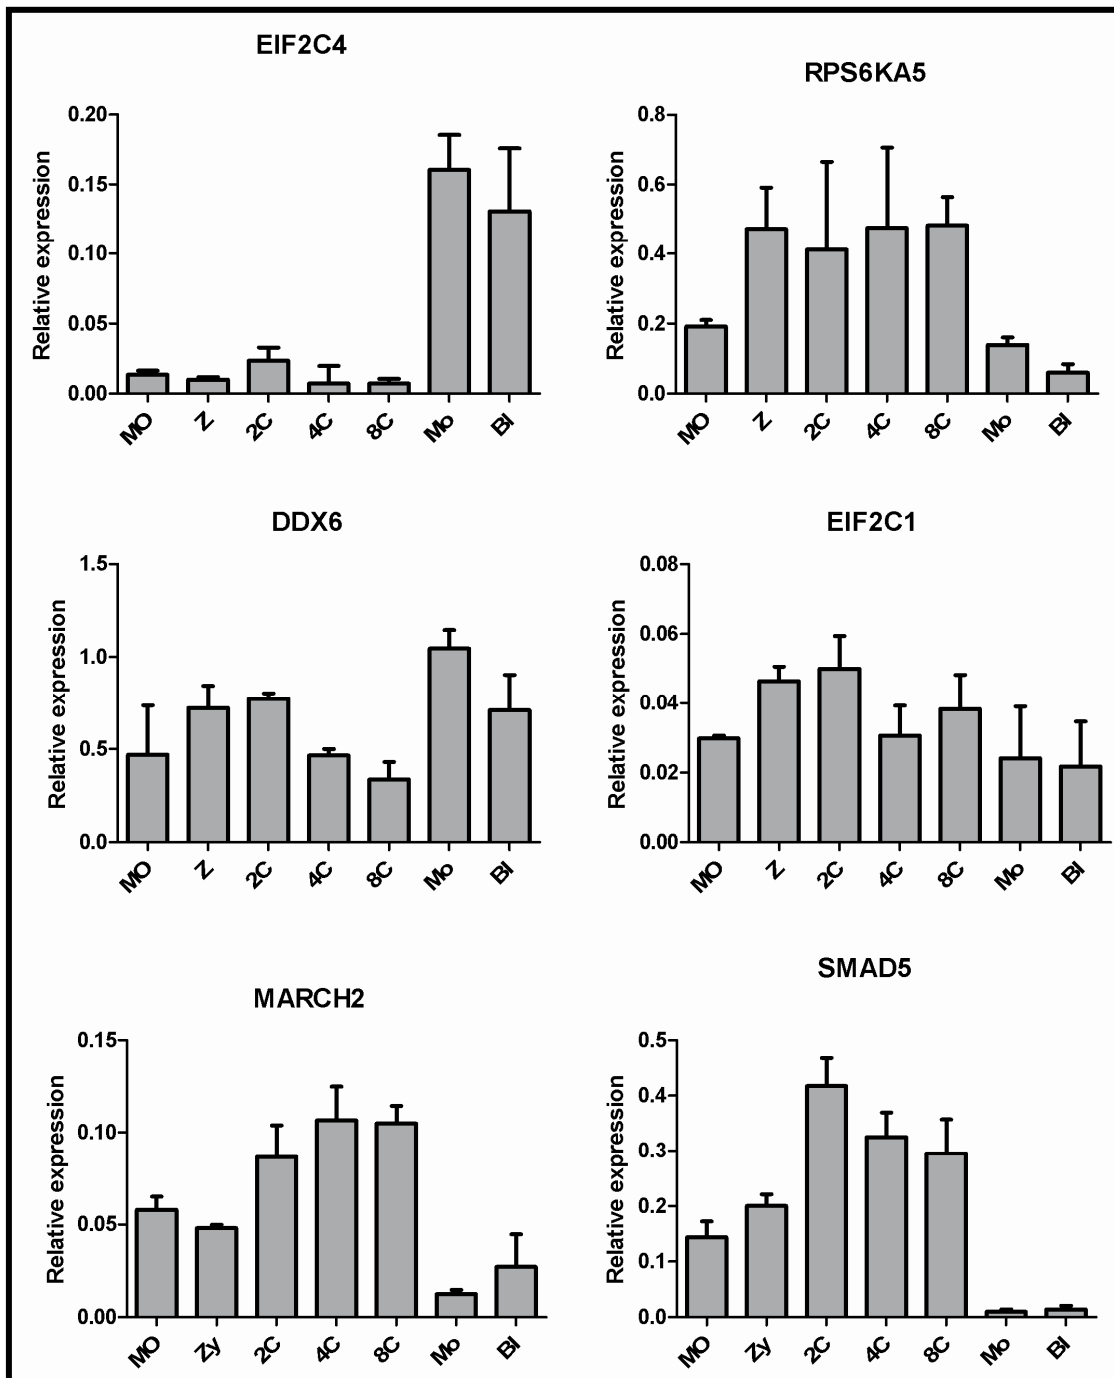 EIF2C4
Relative expression
0.20
0.15
0.10
0.05
0.00
MO Z 2C 4C 8C Mo Bl
RPS6KA5
Relative expression
0.8
0.6
0.4
0.2
0.0
MO Z 2C 4C 8C Mo Bl
DDX6
Relative expression
1.5
1.0
0.5
0.0
MO Z 2C 4C 8C Mo Bl
EIF2C1
Relative expression
0.08
0.06
0.04
0.02
0.00
MO Z 2C 4C 8C Mo Bl
MARCH2
Relative expression
0.15
0.10
0.05
0.00
MO Zy 2C 4C 8C Mo Bl
SMAD5
Relative expression
0.5
0.4
0.3
0.2
0.1
0.0
MO Zy 2C 4C 8C Mo Bl